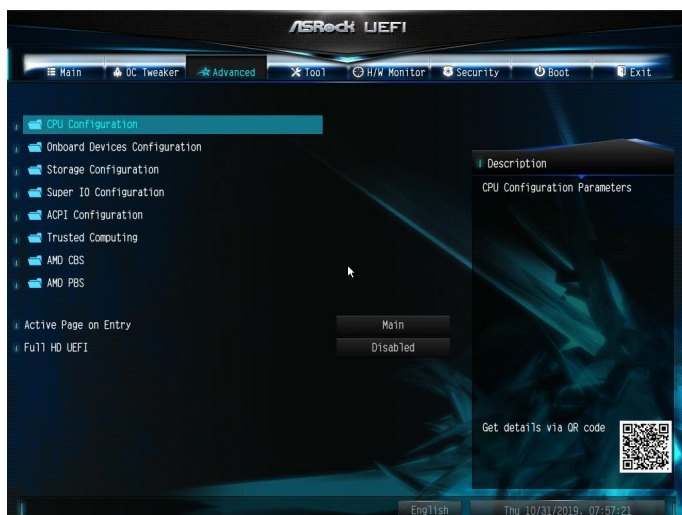 ASRock UEFI
Main OC Tweaker Advanced Tool H/W Monitor Security Boot Exit
CPU Configuration
Onboard Devices Configuration
Storage Configuration
Super IO Configuration
ACPI Configuration
Trusted Computing
AMD CBS
AMD PBS
Active Page on Entry Main
Full HD UEFI Disabled
Description
CPU Configuration Parameters
Get details via QR code
English Thu 10/31/2019, 07:57:21